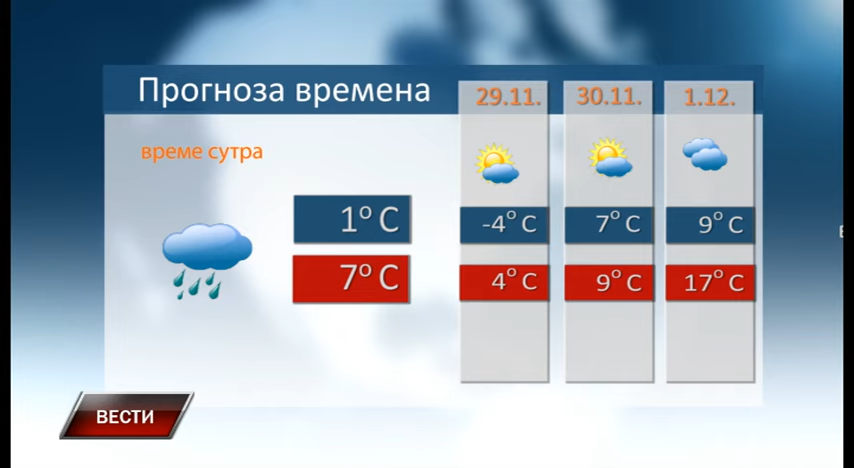 Прогноза времена
29.11.
30.11.
1.12.
време сутра
1° C
7° C
-4° C
7° C
9° C
4° C
9° C
17° C
ВЕСТИ